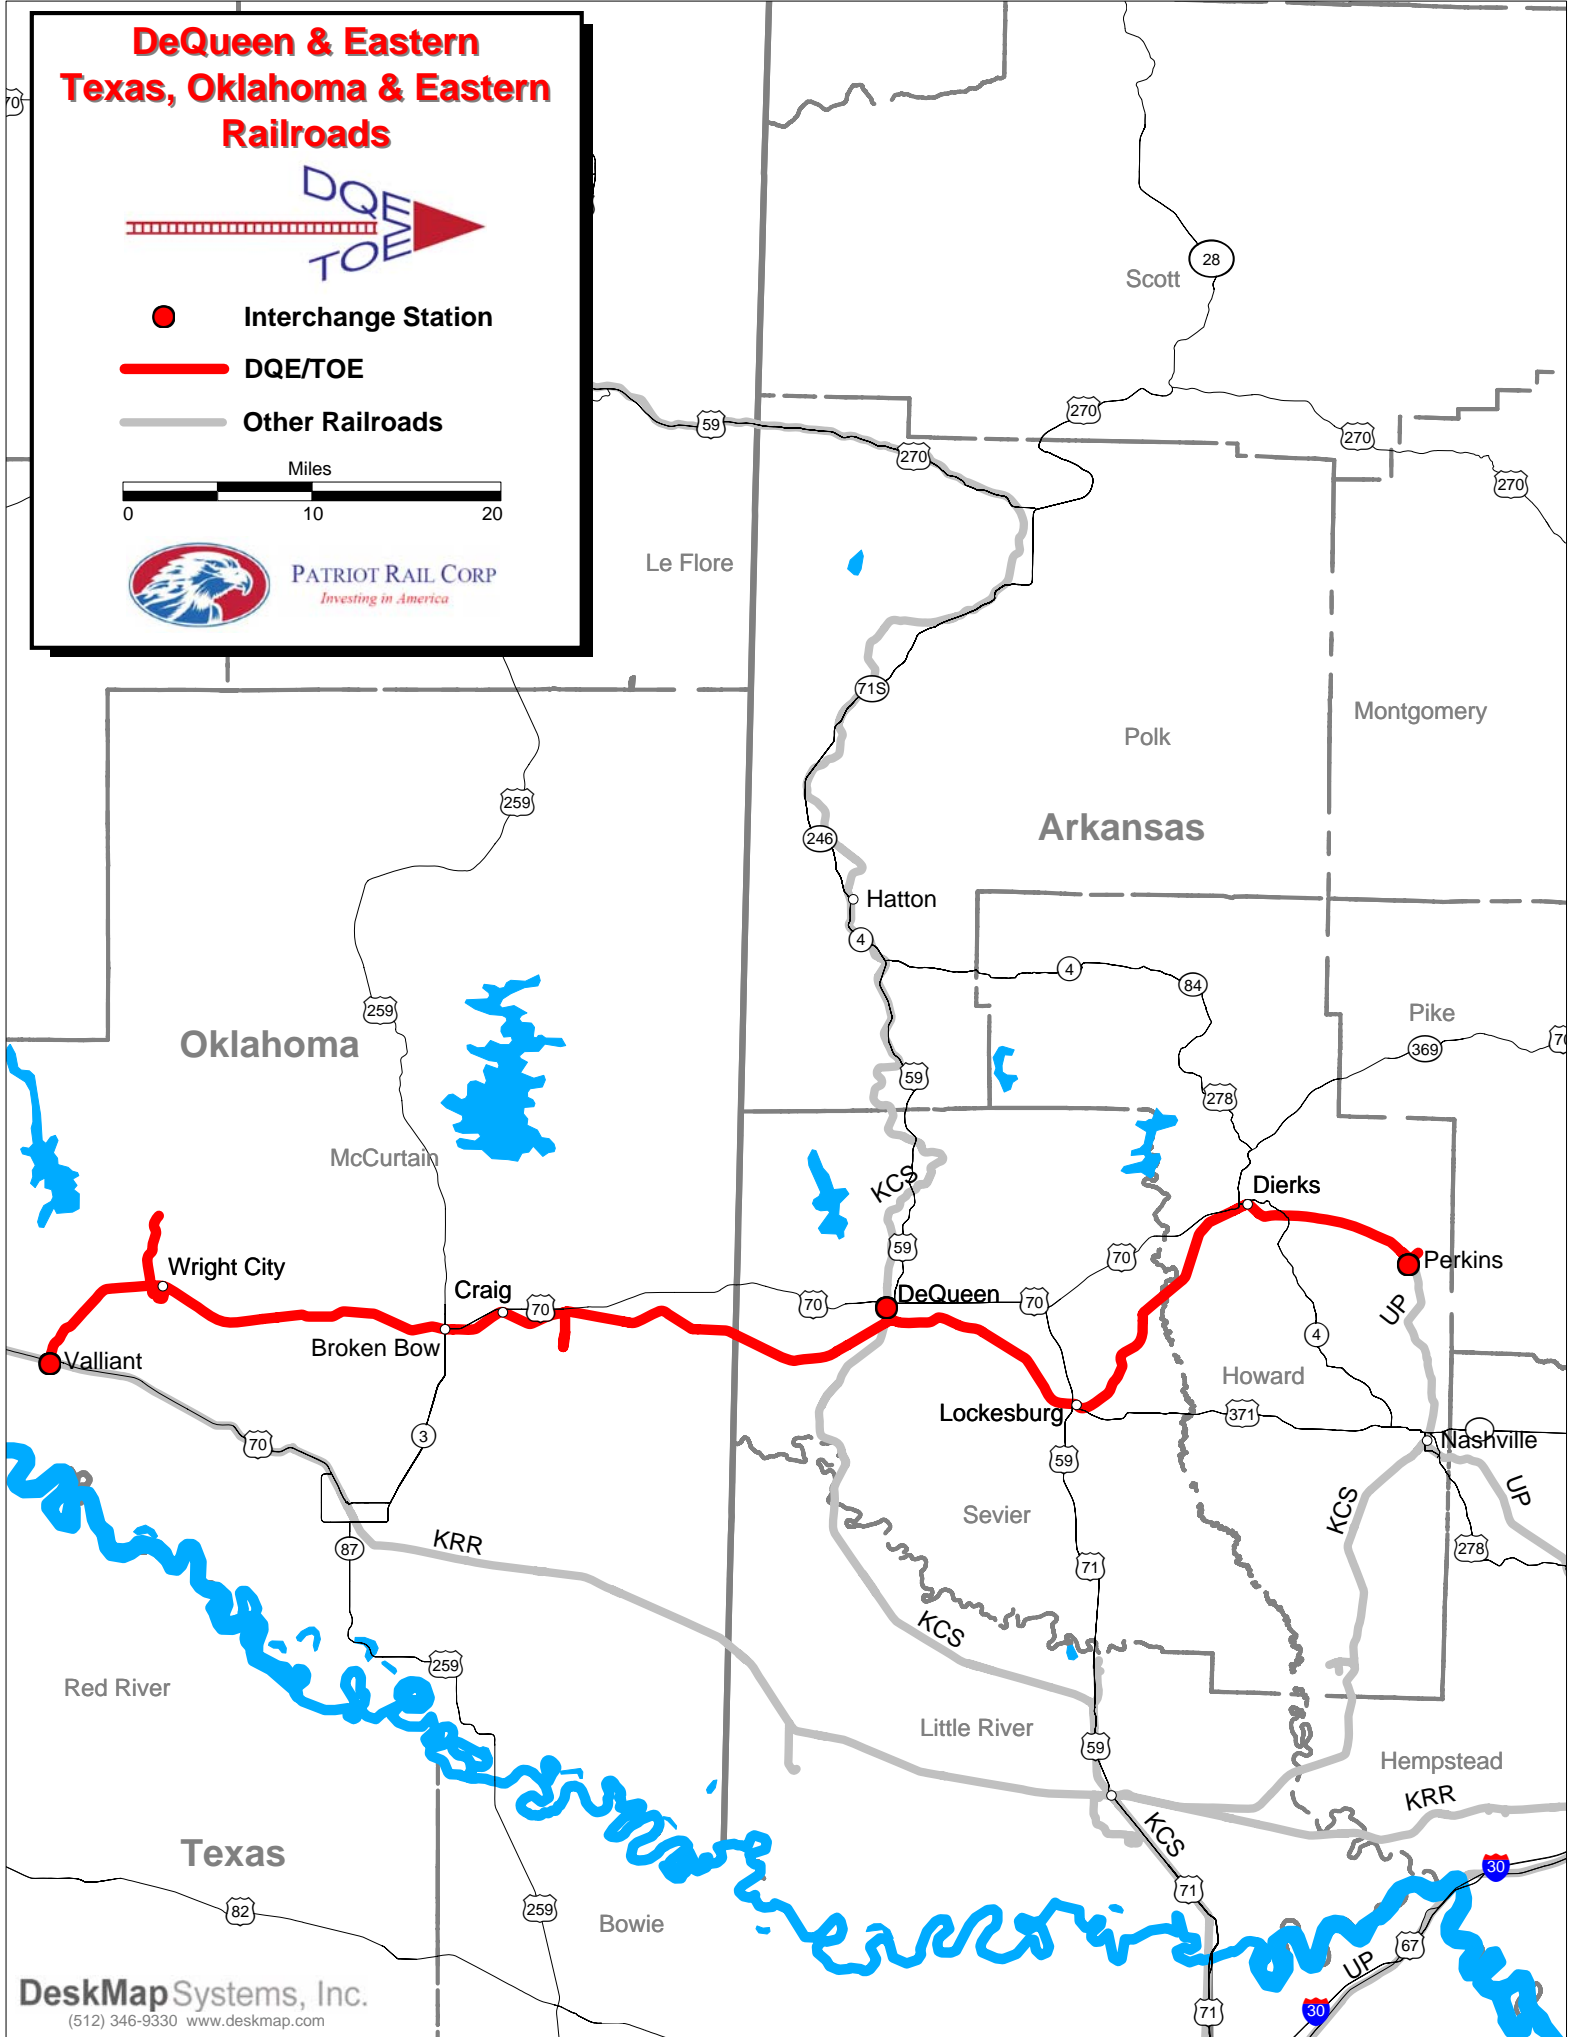 DeQueen & Eastern
Texas, Oklahoma & Eastern
Railroads
DQE
TOE
Interchange Station
DQE/TOE
Other Railroads
Miles
0 10 20
PATRIOT RAIL CORP
Investing in America
70
28
Scott
270
59
270
270
270
Le Flore
71S
Montgomery
Polk
259
Arkansas
246
Hatton
4
4
84
259
Pike
Oklahoma
369
70
59
278
McCurtain
KCS
Dierks
59
70
Perkins
Wright City
Craig
70
70
DeQueen
70
UP
4
Broken Bow
Valliant
Howard
Lockesburg
371
3
70
Nashville
59
UP
KCS
Sevier
KRR
87
278
71
KCS
259
Red River
Little River
59
Hempstead
KRR
KCS
Texas
30
71
82
259
Bowie
67
UP
DeskMap Systems, Inc.
30
71
(512) 346-9330 www.deskmap.com